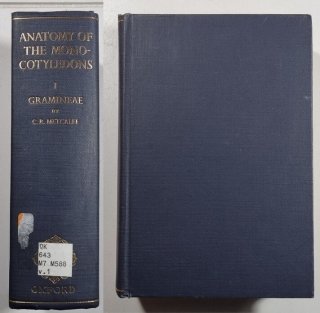 ANATOMY OF
THE MONO-
COTYLEDONS
I
GRAMINEAE
BY
C. R. METCALFE
QK
643
M7 M588
v.1
OXFORD